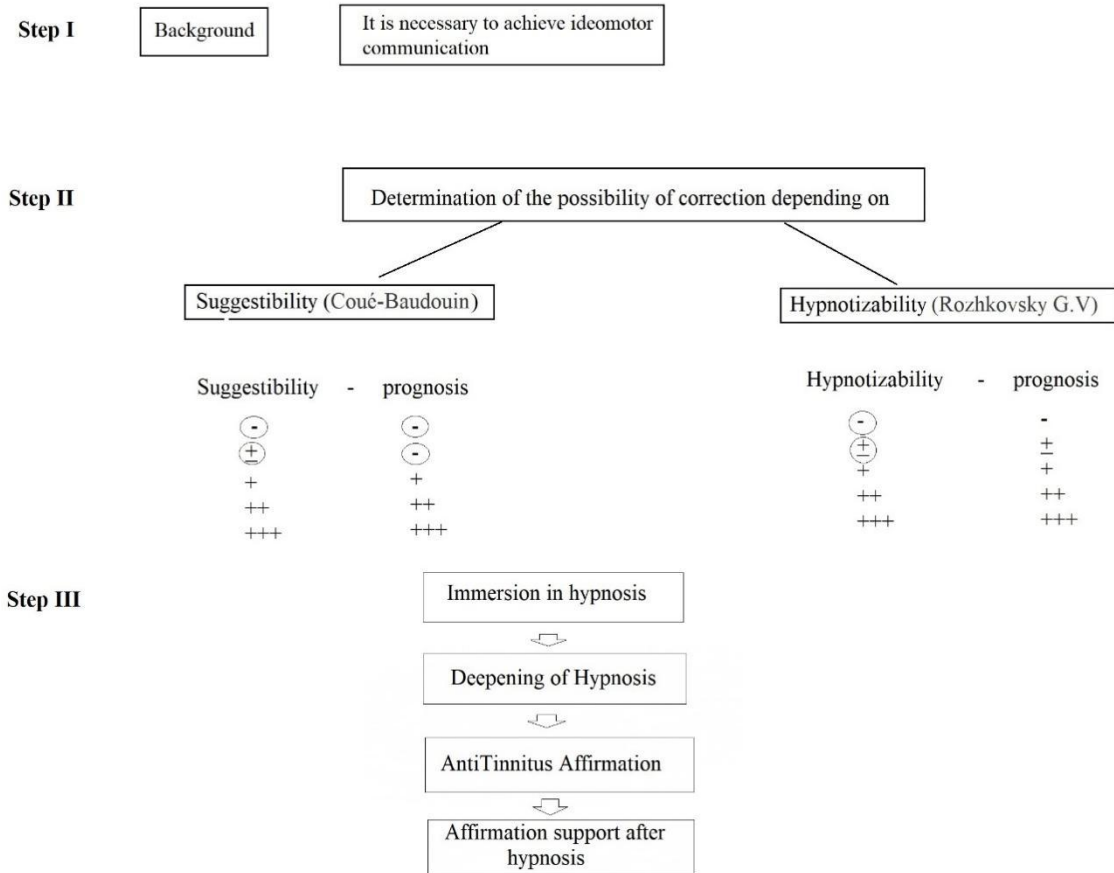 Step I
Background
It is necessary to achieve ideomotor
communication
Step II
Determination of the possibility of correction depending on
Suggestibility (Coué-Baudouin)
Hypnotizability (Rozhkovsky G.V)
Suggestibility - prognosis
- -
± -
+ +
++ ++
+++ +++
Hypnotizability - prognosis
- -
± ±
+ +
++ ++
+++ +++
Step III
Immersion in hypnosis
Deepening of Hypnosis
AntiTinnitus Affirmation
Affirmation support after
hypnosis